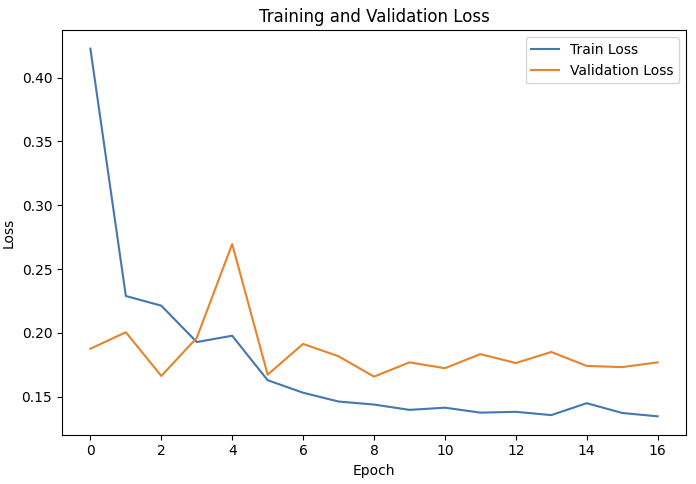 Training and Validation Loss
Train Loss
Validation Loss
0.40
0.35
0.30
0.25
0.20
0.15
Loss
0 2 4 6 8 10 12 14 16
Epoch